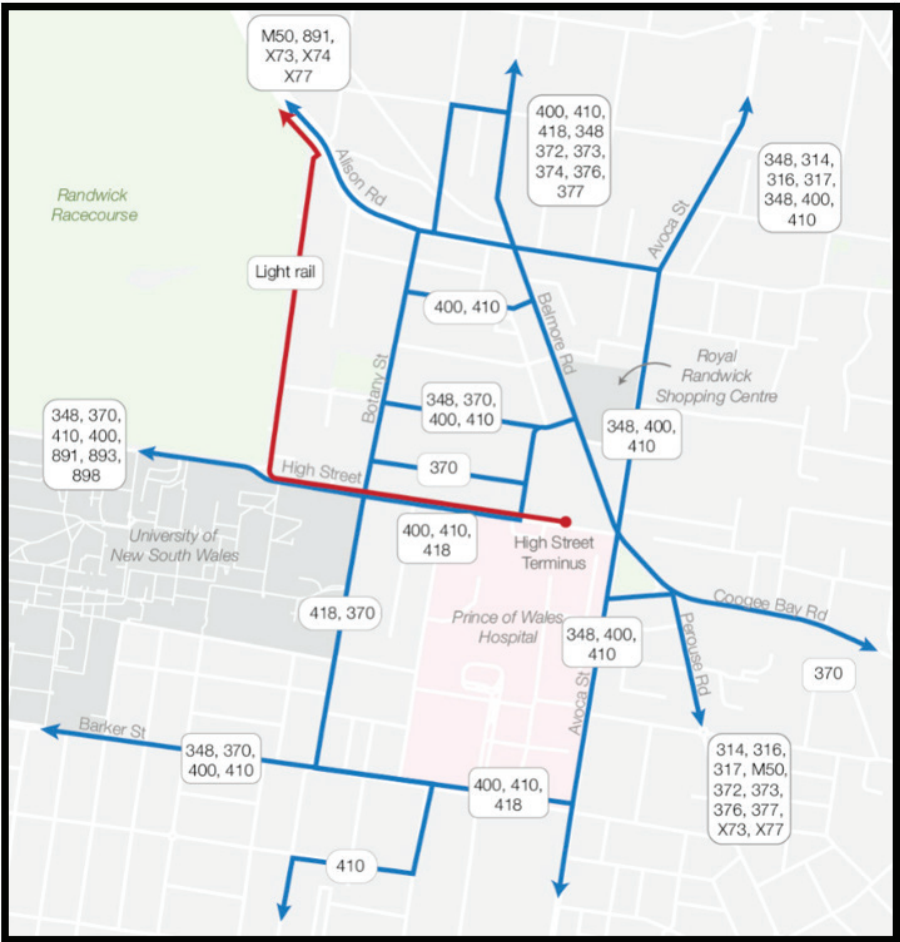 M50, 891,
X73, X74
X77
400, 410,
418, 348
372, 373,
374, 376,
377
348, 314,
316, 317,
348, 400,
410
Alison Rd
Randwick
Racecourse
Avoca St
Light rail
400, 410
Belmore Rd
Royal
Randwick
Shopping Centre
Botany St
348, 370,
400, 410
348, 400,
410
348, 370,
410, 400,
891, 893,
898
High Street
370
University of
New South Wales
400, 410,
418
High Street
Terminus
418, 370
Prince of Wales
Hospital
348, 400,
410
Coogee Bay Rd
Perouse Rd
370
Avoca St
Barker St
348, 370,
400, 410
400, 410,
418
314, 316,
317, M50,
372, 373,
376, 377,
X73, X77
410